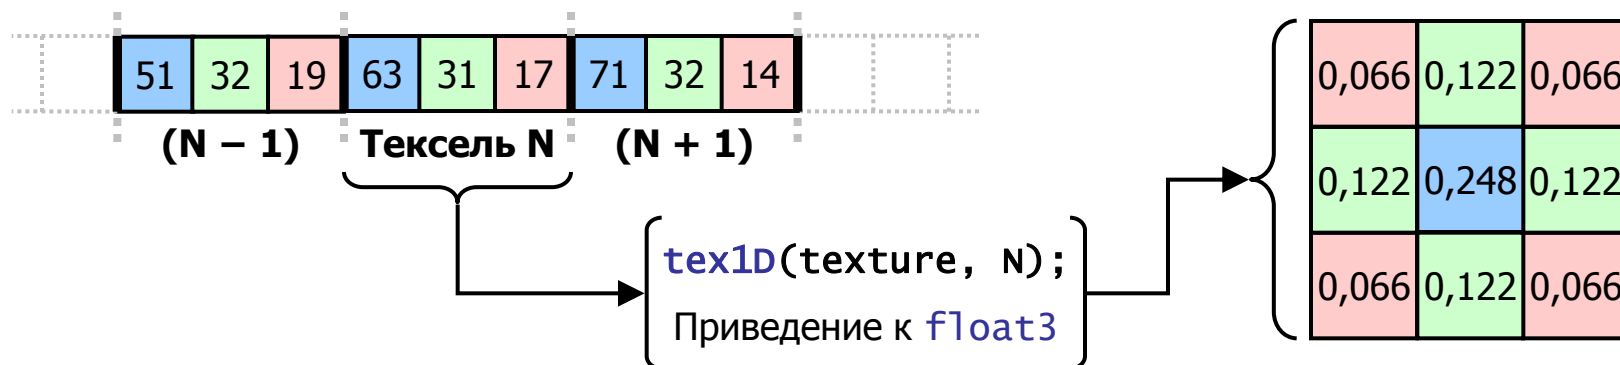 51 32 19 63 31 17 71 32 14
(N − 1) Тексель N (N + 1)
tex1D(texture, N);
Приведение к float3
0,066 0,122 0,066
0,122 0,248 0,122
0,066 0,122 0,066